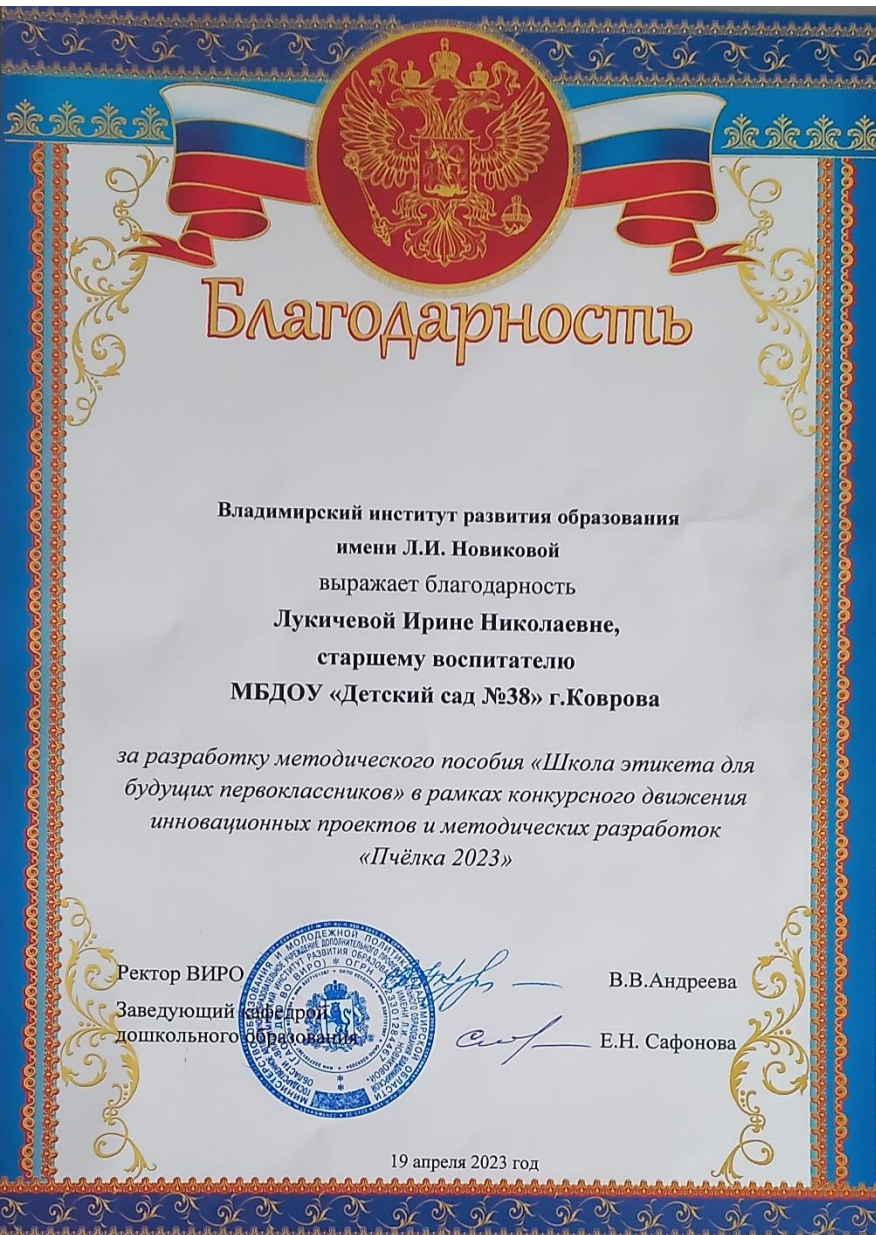 Благодарность
Владимирский институт развития образования
имени Л.И. Новиковой
выражает благодарность
Лукичевой Ирине Николаевне,
старшему воспитателю
МБДОУ «Детский сад №38» г.Коврова
за разработку методического пособия «Школа этикета для
будущих первоклассников» в рамках конкурсного движения
инновационных проектов и методических разработок
«Пчёлка 2023»
Ректор ВИРО
В.В.Андреева
Заведующий кафедрой
дошкольного образования
Е.Н. Сафонова
19 апреля 2023 год